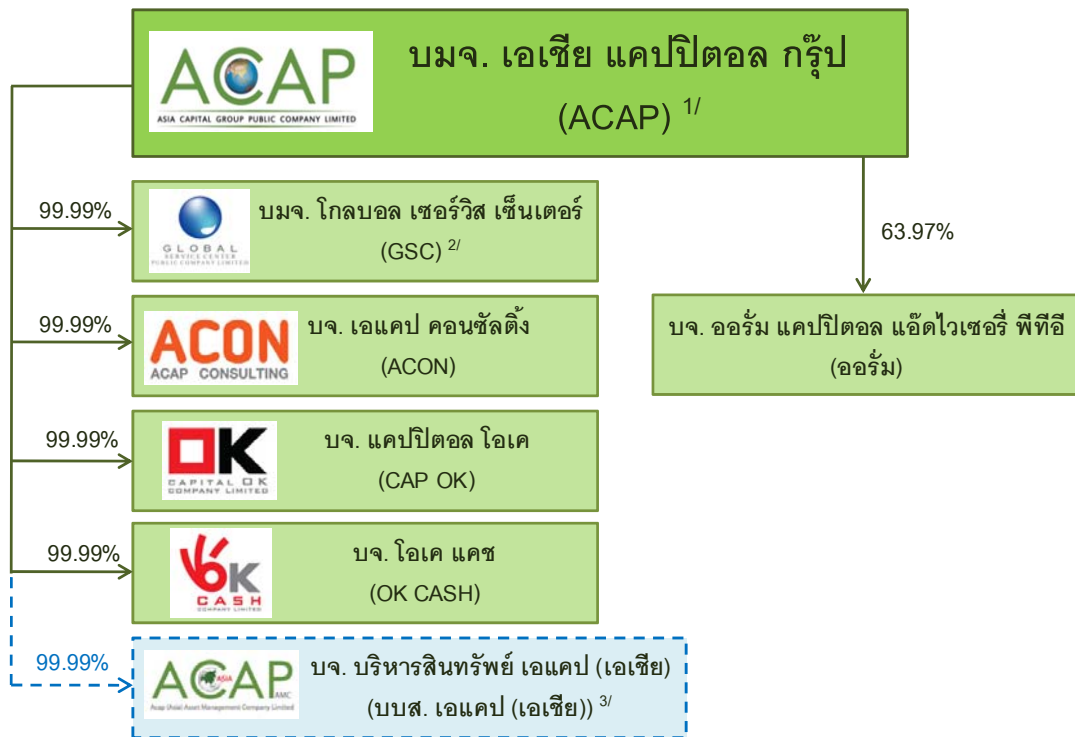 ACAP
ASIA CAPITAL GROUP PUBLIC COMPANY LIMITED
บมจ. เอเชีย แคปปิตอล กรุ๊ป
(ACAP) 1/
99.99%
GLOBAL
SERVICE CENTER
PUBLIC COMPANY LIMITED
บมจ. โกลบอล เซอร์วิส เซ็นเตอร์
(GSC) 2/
63.97%
บจ. ออรั่ม แคปปิตอล แอ๊ดไวเซอรี่ พีทีอี
(ออรั่ม)
99.99%
ACON
ACAP CONSULTING
บจ. เอแคป คอนซัลติ้ง
(ACON)
99.99%
OK
CAPITAL OK
COMPANY LIMITED
บจ. แคปปิตอล โอเค
(CAP OK)
99.99%
OK
CASH
COMPANY LIMITED
บจ. โอเค แคช
(OK CASH)
99.99%
ACAP
ASIA
AMC
Acap (Asia) Asset Management Company Limited
บจ. บริหารสินทรัพย์ เอแคป (เอเชีย)
(บบส. เอแคป (เอเชีย)) 3/